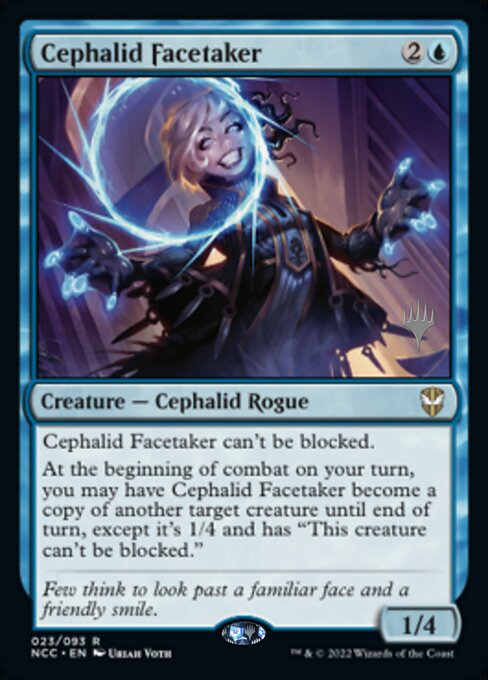 Cephalid Facetaker 2
Creature — Cephalid Rogue
Cephalid Facetaker can't be blocked.
At the beginning of combat on your turn,
you may have Cephalid Facetaker become a
copy of another target creature until end of
turn, except it's 1/4 and has “This creature
can't be blocked.”
Few think to look past a familiar face and a
friendly smile.
1/4
023/093 R
NCC • EN Uriah Voth
™ & © 2022 Wizards of the Coast